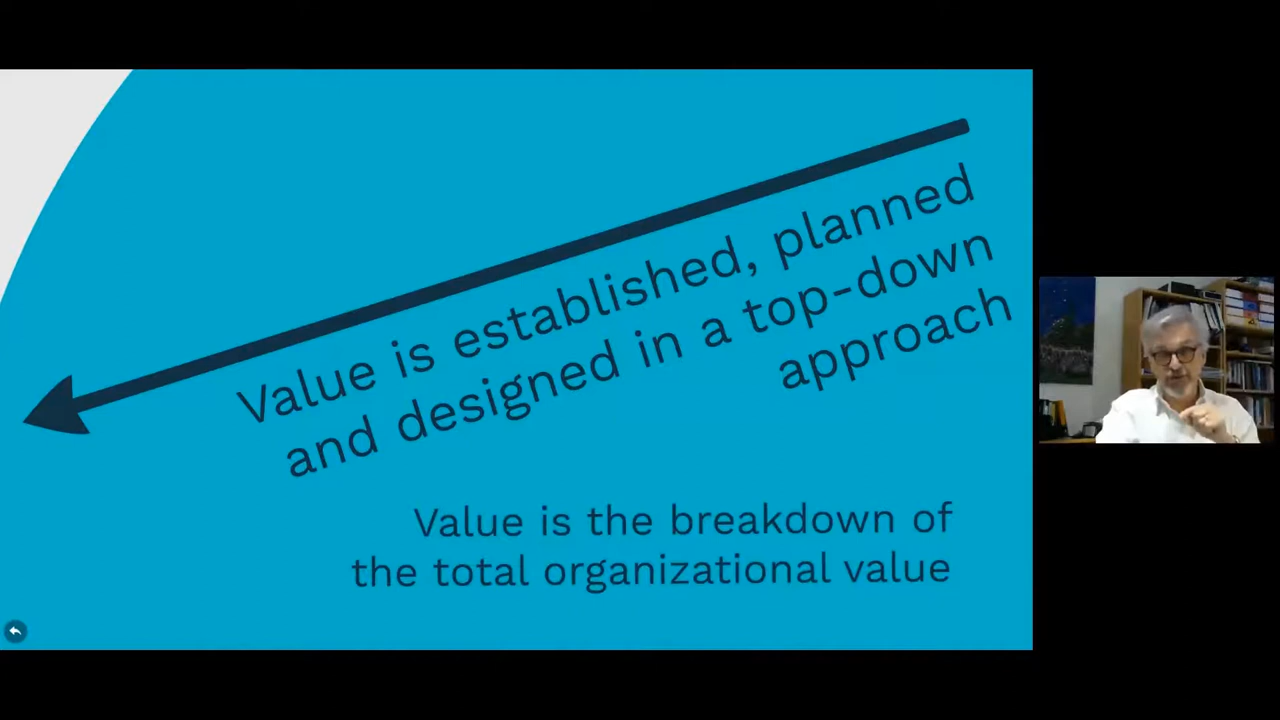 Value is established, planned
and designed in a top-down
approach
Value is the breakdown of
the total organizational value